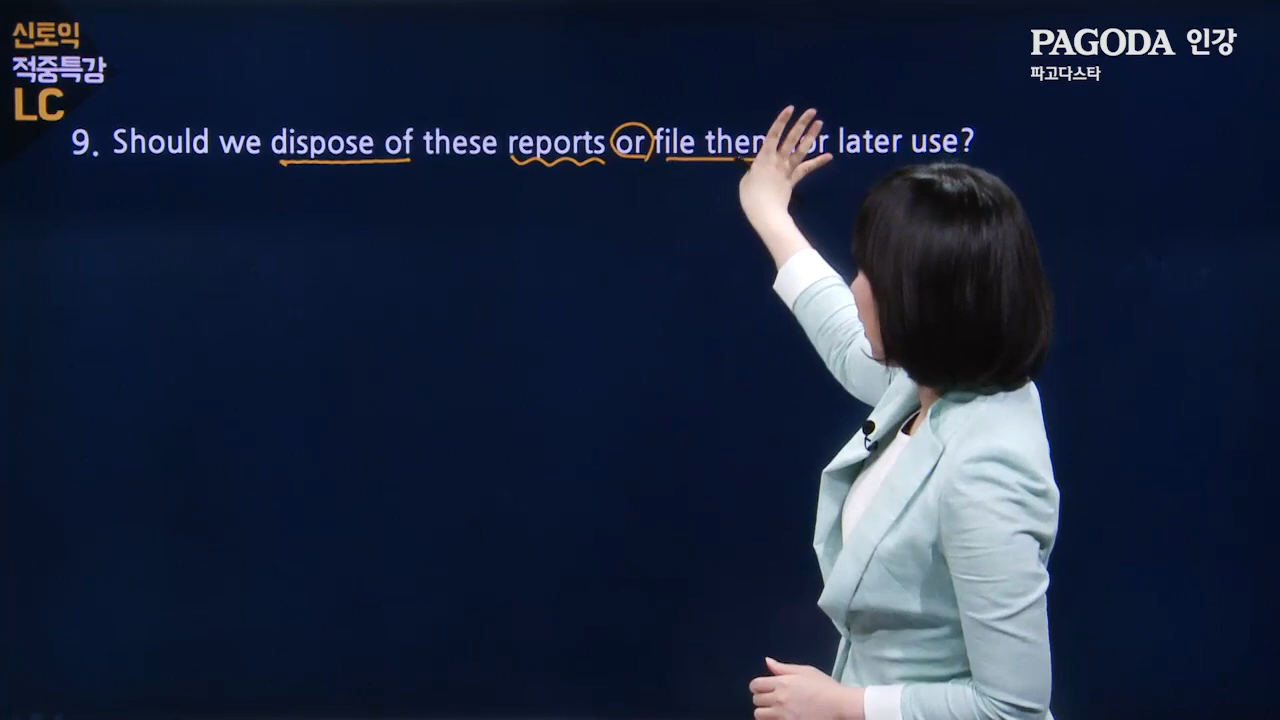 신토익
적중특강
LC
PAGODA 인강
파고다스타
9. Should we dispose of these reports or file them for later use?